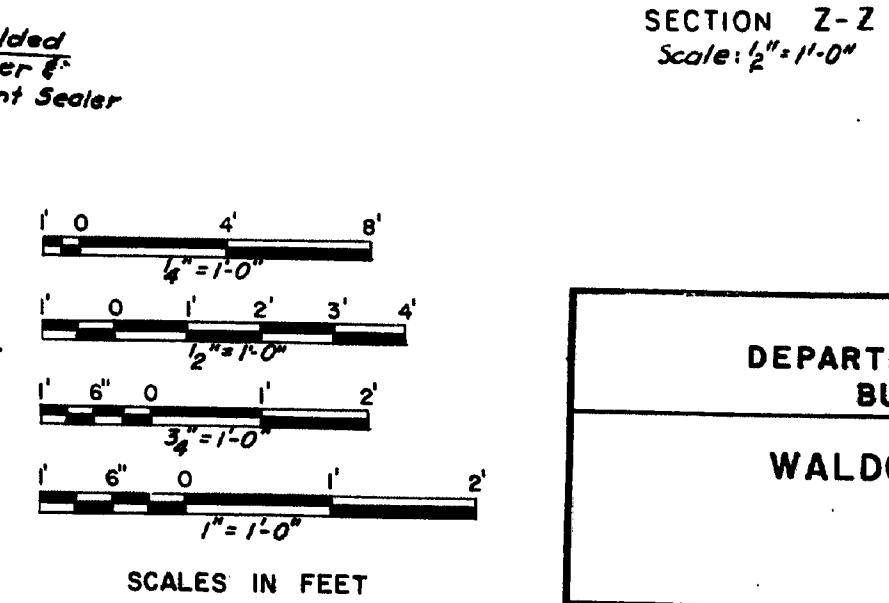 SECTION Z-Z
Scale: 1/2" = 1'-0"
nt Sealer
1' 0 4' 8'
1/4" = 1'-0"
1' 0 1' 2' 3' 4'
1/2" = 1'-0"
1' 6" 0 1' 2'
3/4" = 1'-0"
1' 6" 0 1' 2'
1" = 1'-0"
SCALES IN FEET
DEPART
BU
WALDO